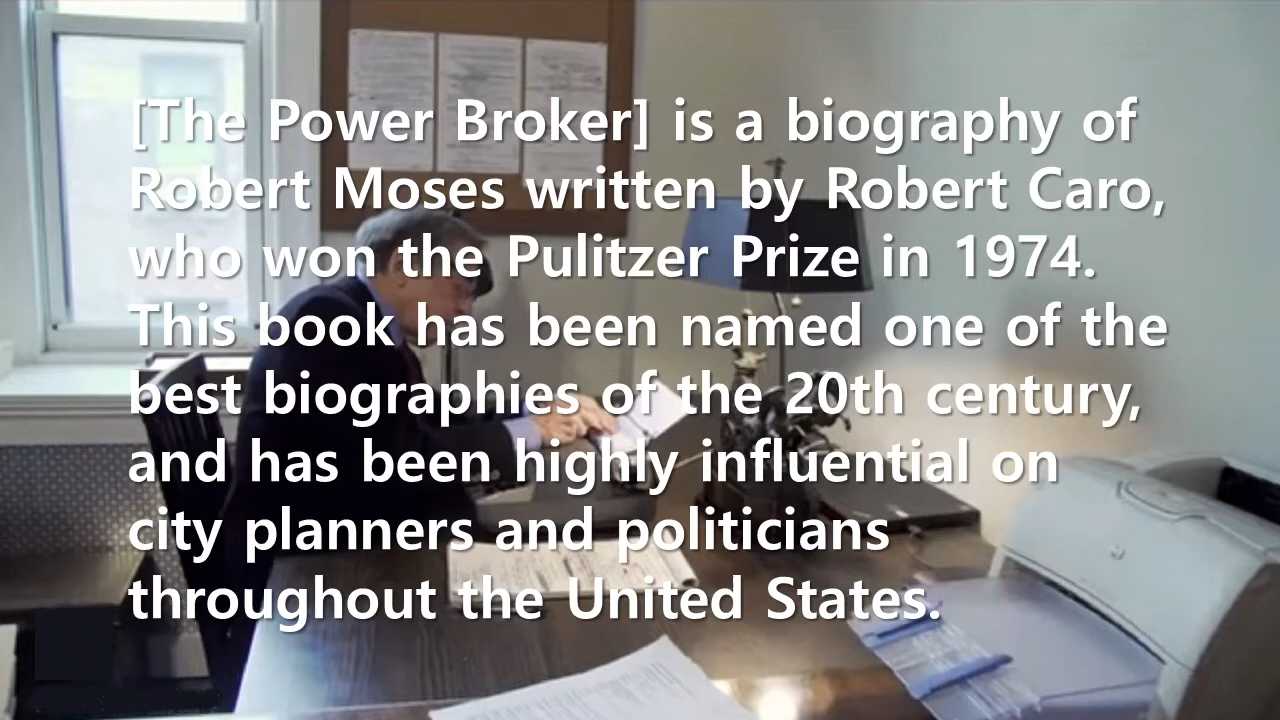 [The Power Broker] is a biography of
Robert Moses written by Robert Caro,
who won the Pulitzer Prize in 1974.
This book has been named one of the
best biographies of the 20th century,
and has been highly influential on
city planners and politicians
throughout the United States.